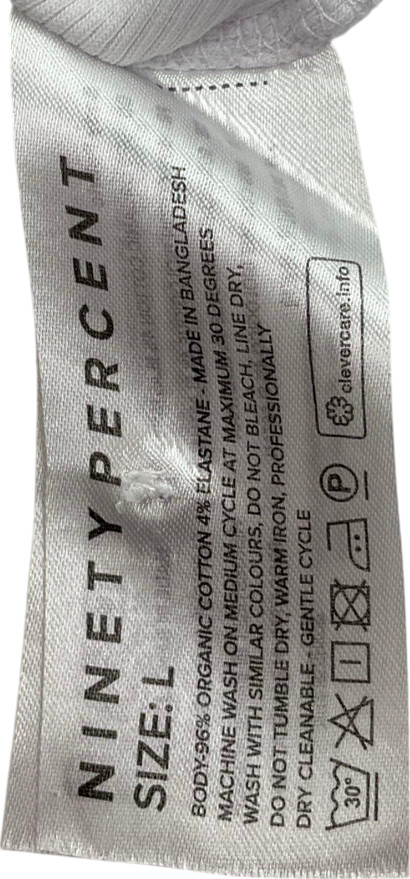 NINETY PERCENT
SIZE: L
BODY-96% ORGANIC COTTON 4% ELASTANE - MADE IN BANGLADESH
MACHINE WASH ON MEDIUM CYCLE AT MAXIMUM 30 DEGREES
WASH WITH SIMILAR COLOURS, DO NOT BLEACH, LINE DRY,
DO NOT TUMBLE DRY, WARM IRON, PROFESSIONALLY
DRY CLEANABLE - GENTLE CYCLE
30° P clevercare.info